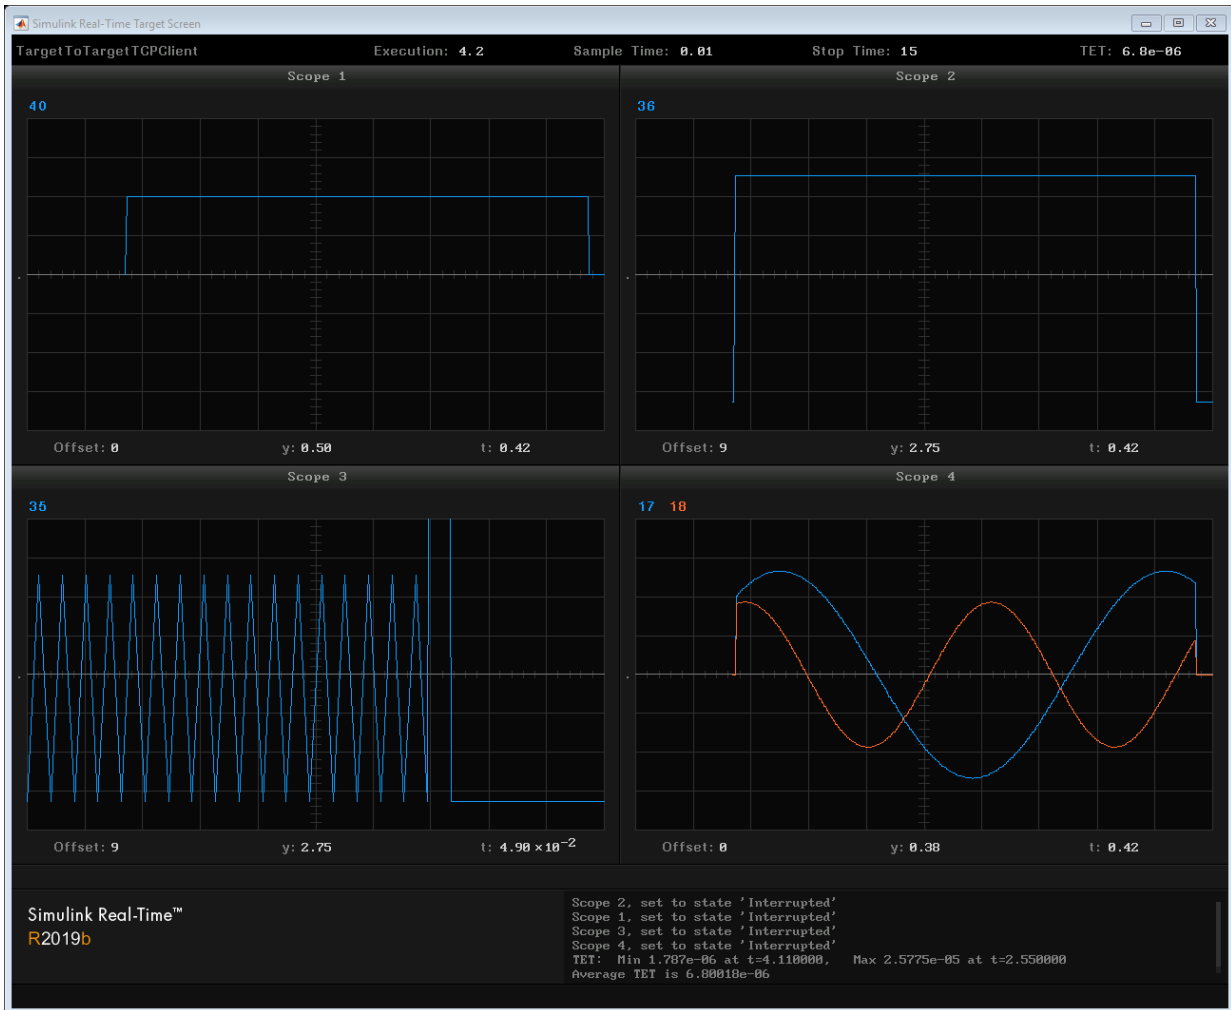 Simulink Real-Time Target Screen
TargetToTargetTCPClient Execution: 4.2 Sample Time: 0.01 Stop Time: 15 TET: 6.8e-06
Scope 1
40
Offset: 0 y: 0.50 t: 0.42
Scope 2
36
Offset: 9 y: 2.75 t: 0.42
Scope 3
35
Offset: 9 y: 2.75 t: 4.90×10⁻²
Scope 4
17 18
Offset: 0 y: 0.38 t: 0.42
Simulink Real-Time™
R2019b
Scope 2, set to state 'Interrupted'
Scope 1, set to state 'Interrupted'
Scope 3, set to state 'Interrupted'
Scope 4, set to state 'Interrupted'
TET: Min 1.787e-06 at t=4.110000, Max 2.5775e-05 at t=2.550000
Average TET is 6.80018e-06